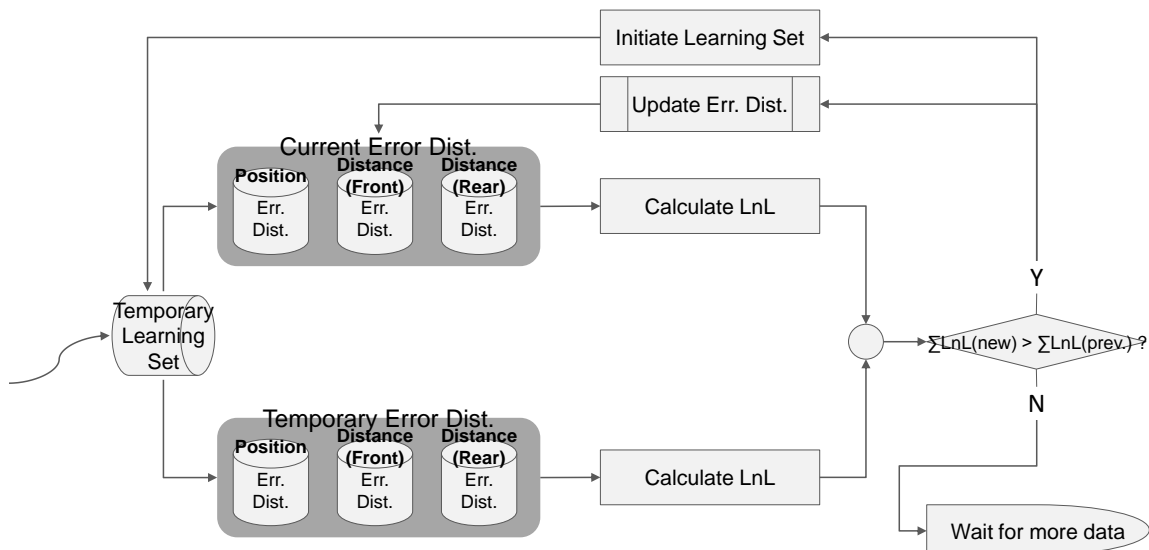 Initiate Learning Set
Update Err. Dist.
Current Error Dist.
Position
Err.
Dist.
Distance
(Front)
Err.
Dist.
Distance
(Rear)
Err.
Dist.
Calculate LnL
Temporary
Learning
Set
Y
∑LnL(new) > ∑LnL(prev.) ?
N
Temporary Error Dist.
Position
Err.
Dist.
Distance
(Front)
Err.
Dist.
Distance
(Rear)
Err.
Dist.
Calculate LnL
Wait for more data